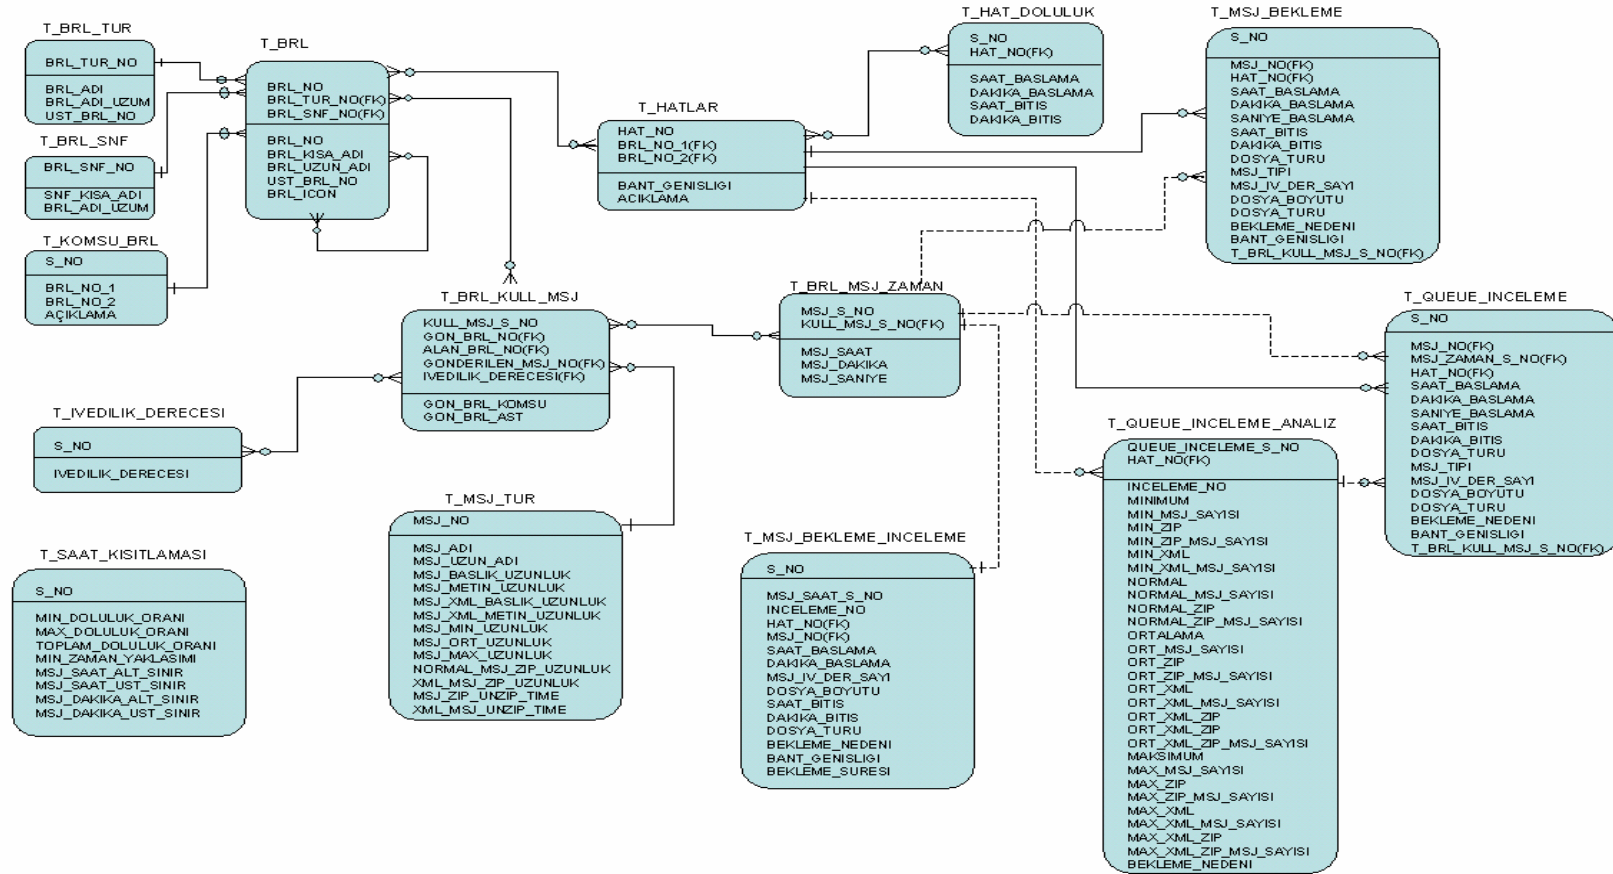 T_BRL_TUR
BRL_TUR_NO
BRL_ADI
BRL_ADI_UZUM
UST_BRL_NO
T_BRL_SNF
BRL_SNF_NO
SNF_KISA_ADI
BRL_ADI_UZUM
T_KOMSU_BRL
S_NO
BRL_NO_1
BRL_NO_2
AÇIKLAMA
T_BRL
BRL_NO
BRL_TUR_NO(FK)
BRL_SNF_NO(FK)
BRL_NO
BRL_KISA_ADI
BRL_UZUN_ADI
UST_BRL_NO
BRL_ICON
T_HATLAR
HAT_NO
BRL_NO_1(FK)
BRL_NO_2(FK)
BANT_GENISLIGI
ACIKLAMA
T_HAT_DOLULUK
S_NO
HAT_NO(FK)
SAAT_BASLAMA
DAKIKA_BASLAMA
SAAT_BITIS
DAKIKA_BITIS
T_MSJ_BEKLEME
S_NO
MSJ_NO(FK)
HAT_NO(FK)
SAAT_BASLAMA
DAKIKA_BASLAMA
SANIYE_BASLAMA
SAAT_BITIS
DAKIKA_BITIS
DOSYA_TURU
MSJ_TIPI
MSJ_IV_DER_SAYI
DOSYA_BOYUTU
DOSYA_TURU
BEKLEME_NEDENI
BANT_GENISLIGI
T_BRL_KULL_MSJ_S_NO(FK)
T_BRL_KULL_MSJ
KULL_MSJ_S_NO
GON_BRL_NO(FK)
ALAN_BRL_NO(FK)
GONDERILEN_MSJ_NO(FK)
IVEDILIK_DERECESI(FK)
GON_BRL_KOMSU
GON_BRL_AST
T_BRL_MSJ_ZAMAN
MSJ_S_NO
KULL_MSJ_S_NO(FK)
MSJ_SAAT
MSJ_DAKIKA
MSJ_SANIYE
T_QUEUE_INCELEME
S_NO
MSJ_NO(FK)
MSJ_ZAMAN_S_NO(FK)
HAT_NO(FK)
SAAT_BASLAMA
DAKIKA_BASLAMA
SANIYE_BASLAMA
SAAT_BITIS
DAKIKA_BITIS
DOSYA_TURU
MSJ_TIPI
MSJ_IV_DER_SAYI
DOSYA_BOYUTU
DOSYA_TURU
BEKLEME_NEDENI
BANT_GENISLIGI
T_BRL_KULL_MSJ_S_NO(FK)
T_IVEDILIK_DERECESI
S_NO
IVEDILIK_DERECESI
T_MSJ_TUR
MSJ_NO
MSJ_ADI
MSJ_UZUN_ADI
MSJ_BASLIK_UZUNLUK
MSJ_METIN_UZUNLUK
MSJ_XML_BASLIK_UZUNLUK
MSJ_XML_METIN_UZUNLUK
MSJ_MIN_UZUNLUK
MSJ_ORT_UZUNLUK
MSJ_MAX_UZUNLUK
NORMAL_MSJ_ZIP_UZUNLUK
XML_MSJ_ZIP_UZUNLUK
MSJ_ZIP_UNZIP_TIME
XML_MSJ_UNZIP_TIME
T_SAAT_KISITLAMASI
S_NO
MIN_DOLULUK_ORANI
MAX_DOLULUK_ORANI
TOPLAM_DOLULUK_ORANI
MIN_ZAMAN_YAKLASIMI
MSJ_SAAT_ALT_SINIR
MSJ_SAAT_UST_SINIR
MSJ_DAKIKA_ALT_SINIR
MSJ_DAKIKA_UST_SINIR
T_MSJ_BEKLEME_INCELEME
S_NO
MSJ_SAAT_S_NO
INCELEME_NO
HAT_NO(FK)
MSJ_NO(FK)
SAAT_BASLAMA
DAKIKA_BASLAMA
MSJ_IV_DER_SAYI
DOSYA_BOYUTU
SAAT_BITIS
DAKIKA_BITIS
DOSYA_TURU
BEKLEME_NEDENI
BANT_GENISLIGI
BEKLEME_SURESI
T_QUEUE_INCELEME_ANALIZ
QUEUE_INCELEME_S_NO
HAT_NO(FK)
INCELEME_NO
MINIMUM
MIN_MSJ_SAYISI
MIN_ZIP
MIN_ZIP_MSJ_SAYISI
MIN_XML
MIN_XML_MSJ_SAYISI
NORMAL
NORMAL_MSJ_SAYISI
NORMAL_ZIP
NORMAL_ZIP_MSJ_SAYISI
ORTALAMA
ORT_MSJ_SAYISI
ORT_ZIP
ORT_ZIP_MSJ_SAYISI
ORT_XML
ORT_XML_MSJ_SAYISI
ORT_XML_ZIP
ORT_XML_ZIP
ORT_XML_ZIP_MSJ_SAYISI
MAKSIMUM
MAX_MSJ_SAYISI
MAX_ZIP
MAX_ZIP_MSJ_SAYISI
MAX_XML
MAX_XML_MSJ_SAYISI
MAX_XML_ZIP
MAX_XML_ZIP_MSJ_SAYISI
BEKLEME_NEDENI